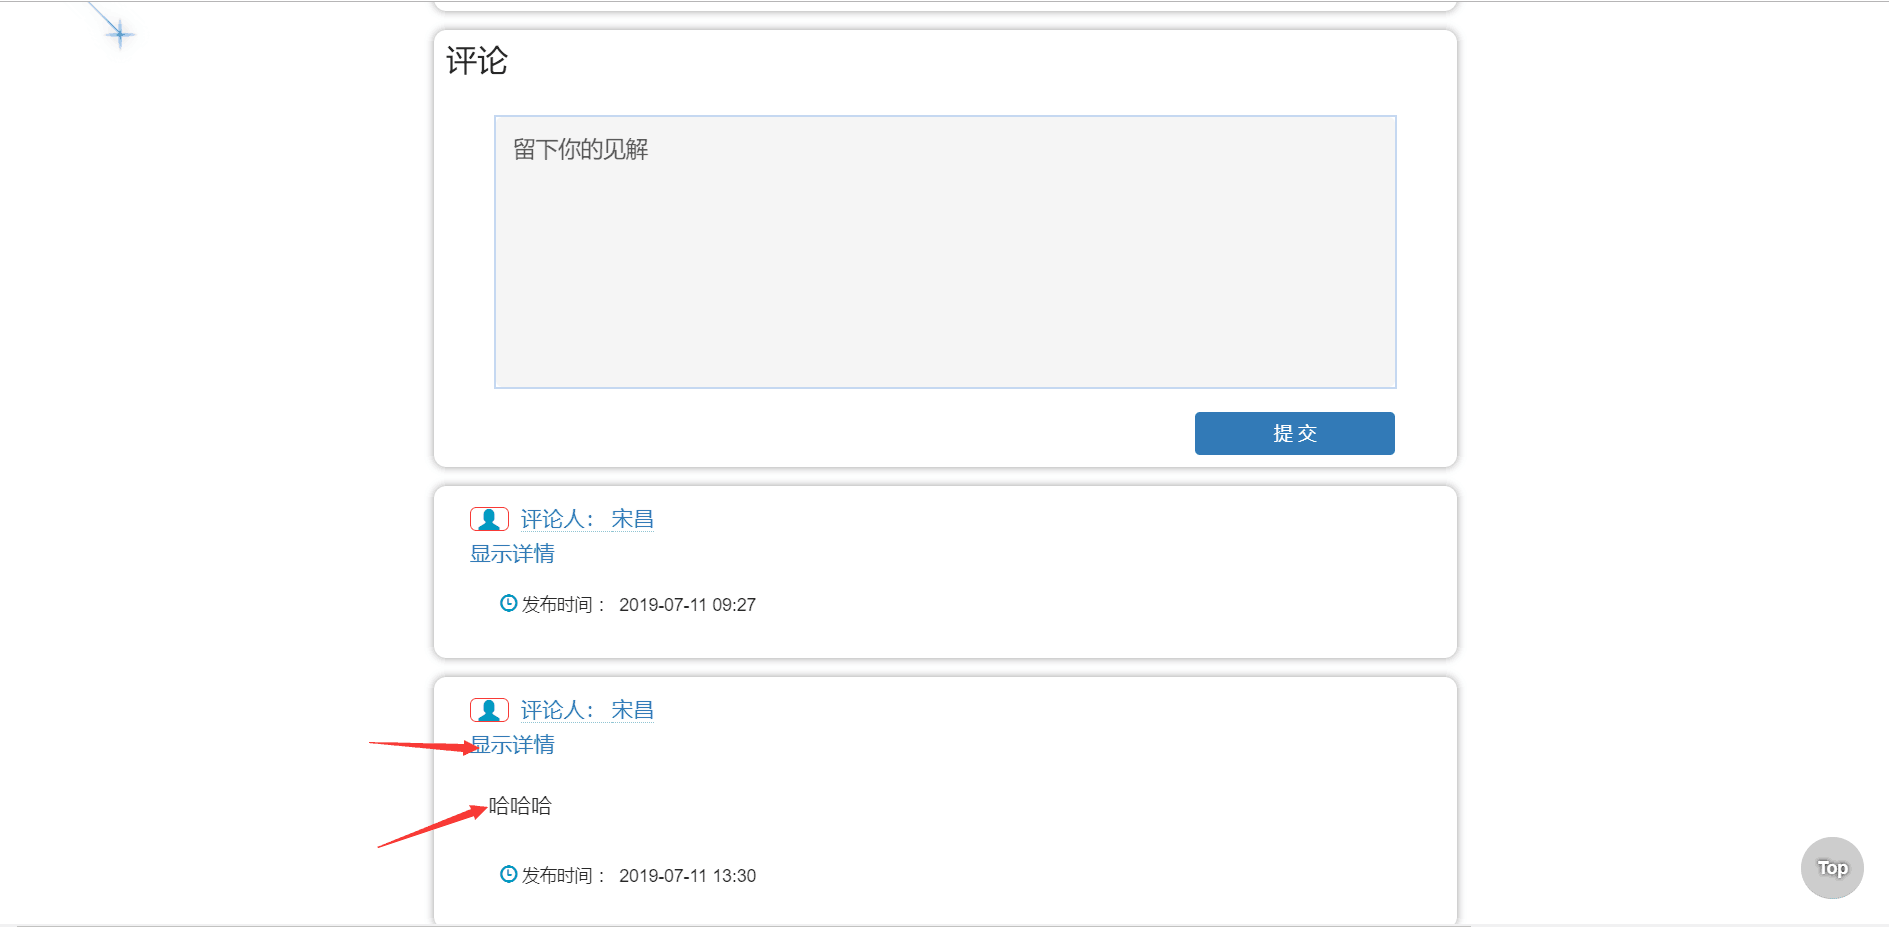 评论
留下你的见解
提 交
评论人： 宋昌
显示详情
发布时间： 2019-07-11 09:27
评论人： 宋昌
显示详情
哈哈哈
发布时间： 2019-07-11 13:30
Top